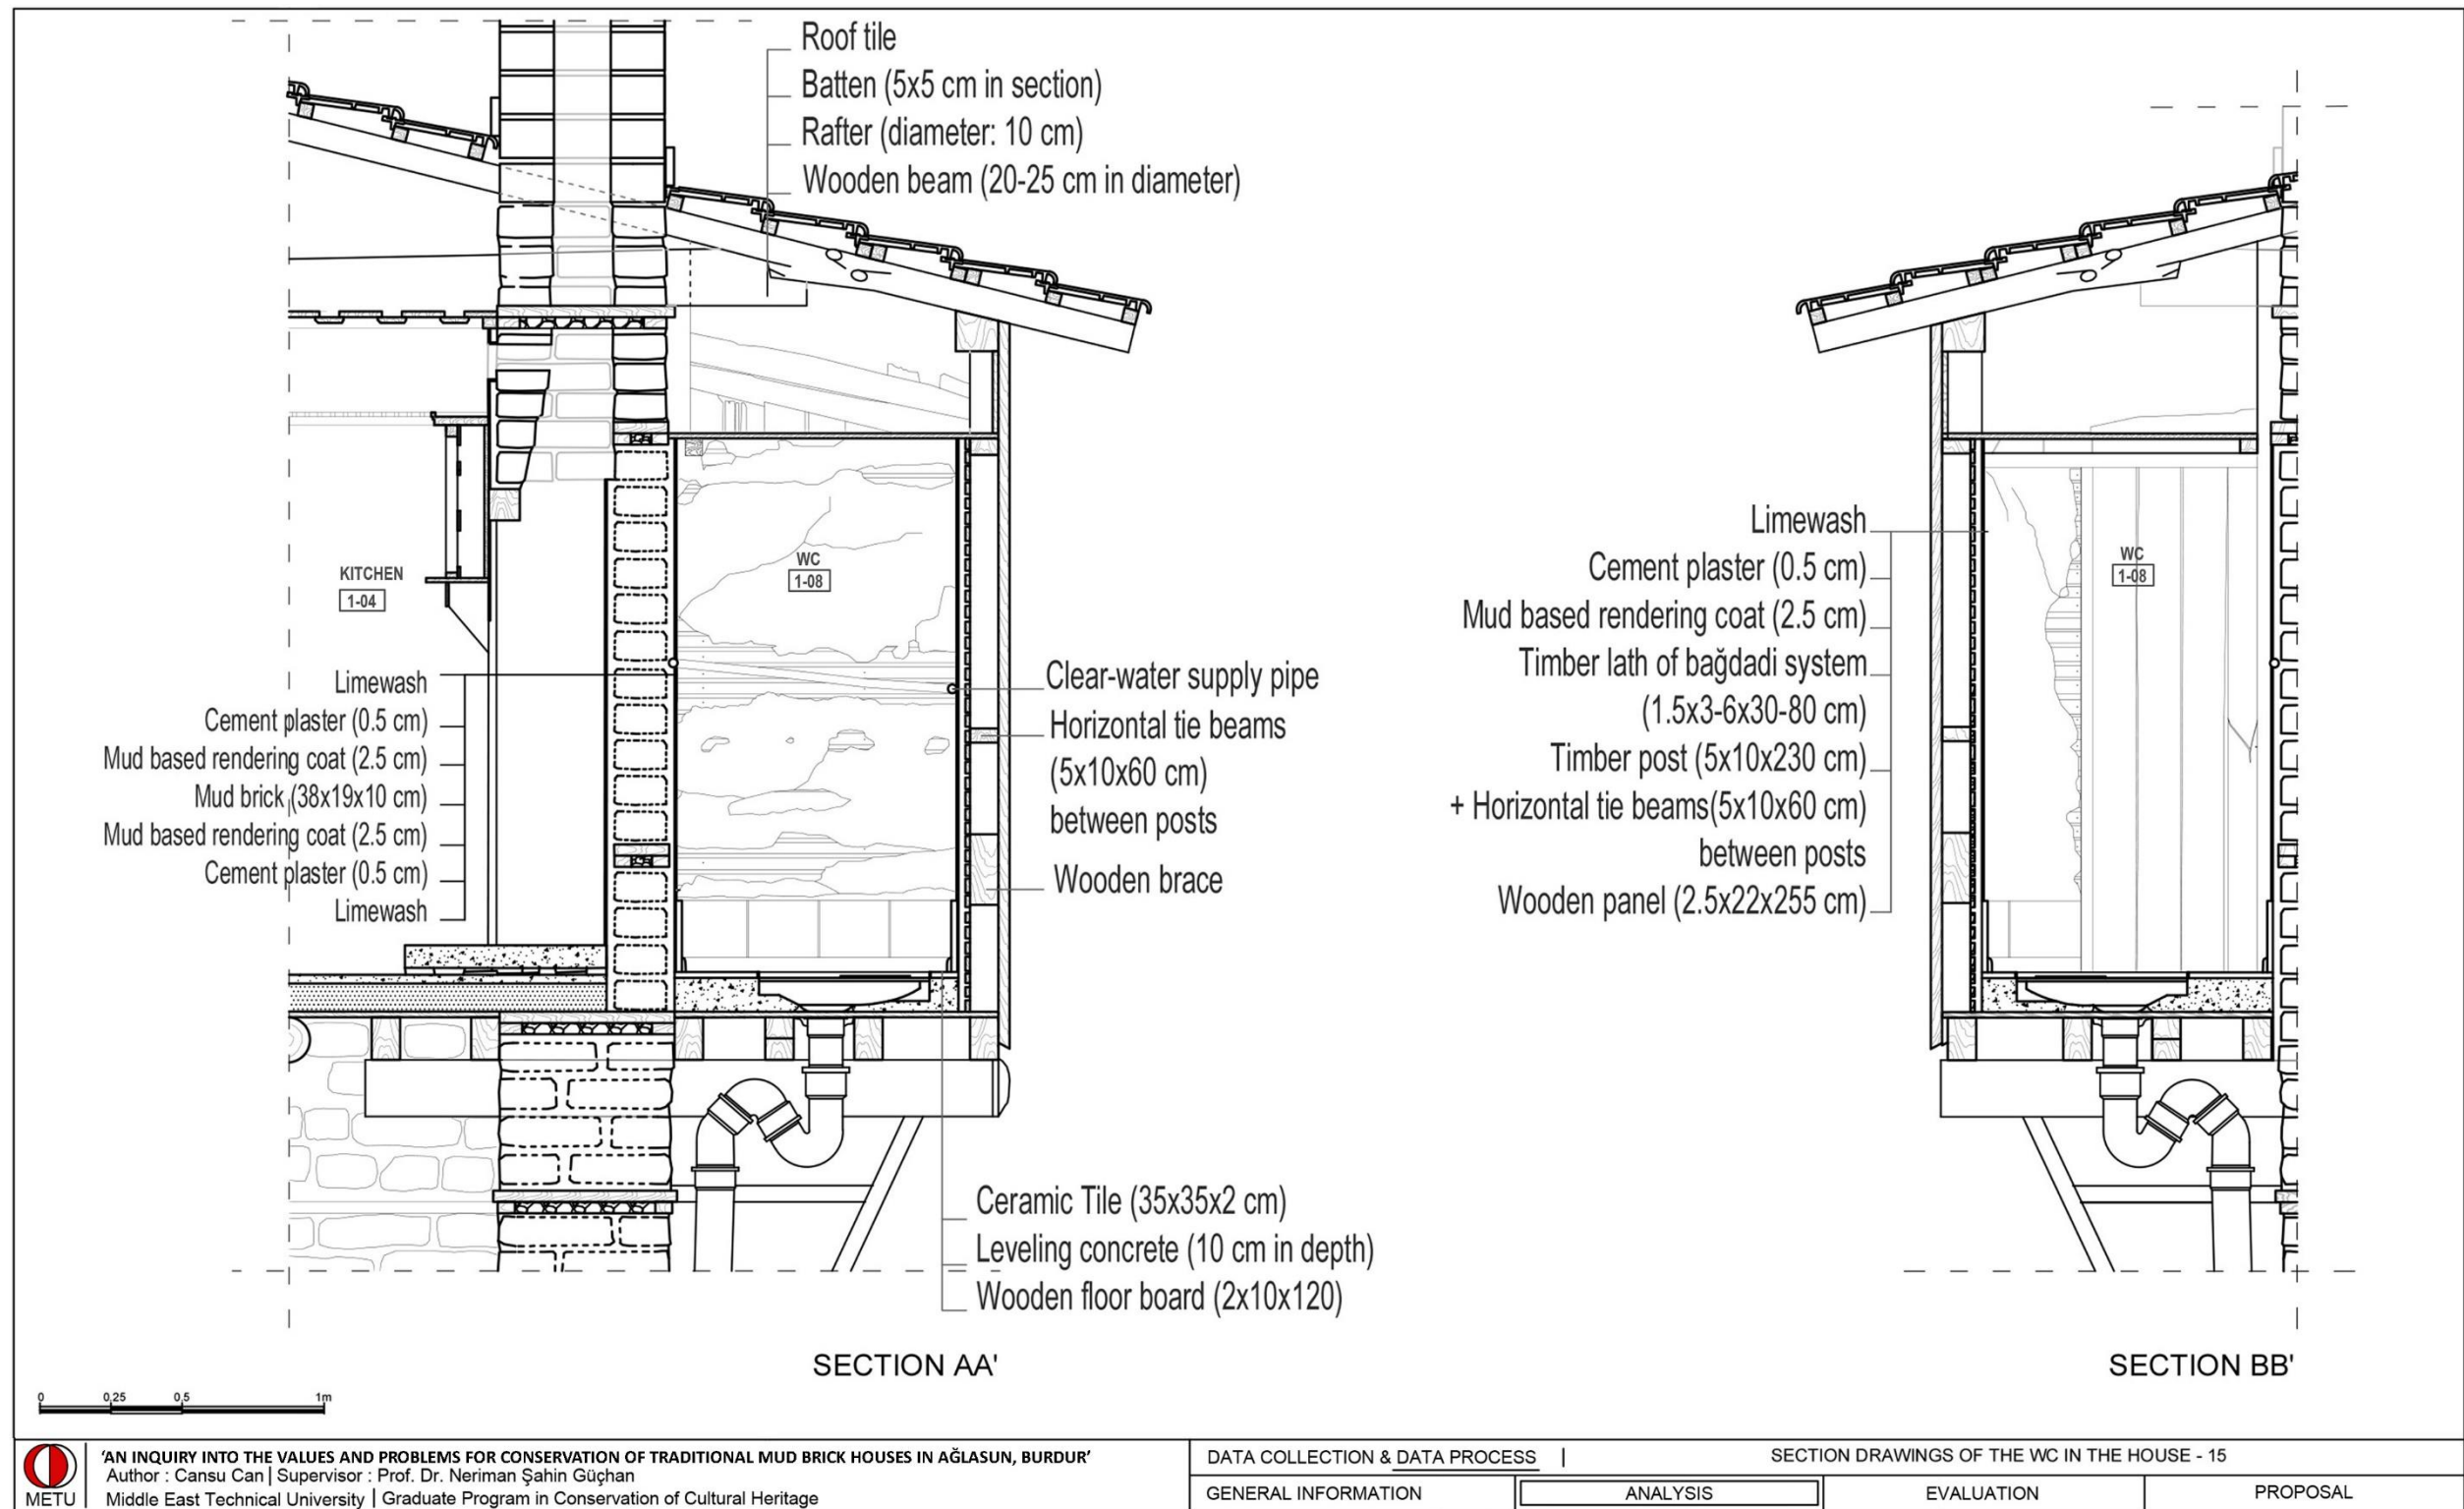 Roof tile
Batten (5x5 cm in section)
Rafter (diameter: 10 cm)
Wooden beam (20-25 cm in diameter)
KITCHEN
1-04
WC
1-08
Limewash
Cement plaster (0.5 cm)
Mud based rendering coat (2.5 cm)
Mud brick (38x19x10 cm)
Mud based rendering coat (2.5 cm)
Cement plaster (0.5 cm)
Limewash
Clear-water supply pipe
Horizontal tie beams
(5x10x60 cm)
between posts
Wooden brace
Ceramic Tile (35x35x2 cm)
Leveling concrete (10 cm in depth)
Wooden floor board (2x10x120)
SECTION AA'
Limewash
Cement plaster (0.5 cm)
Mud based rendering coat (2.5 cm)
Timber lath of bağdadi system
(1.5x3-6x30-80 cm)
Timber post (5x10x230 cm)
+ Horizontal tie beams(5x10x60 cm)
between posts
Wooden panel (2.5x22x255 cm)
WC
1-08
SECTION BB'
0 0,25 0,5 1m
METU
‘AN INQUIRY INTO THE VALUES AND PROBLEMS FOR CONSERVATION OF TRADITIONAL MUD BRICK HOUSES IN AĞLASUN, BURDUR’
Author : Cansu Can | Supervisor : Prof. Dr. Neriman Şahin Güçhan
Middle East Technical University | Graduate Program in Conservation of Cultural Heritage
DATA COLLECTION & DATA PROCESS |
SECTION DRAWINGS OF THE WC IN THE HOUSE - 15
GENERAL INFORMATION
ANALYSIS
EVALUATION
PROPOSAL